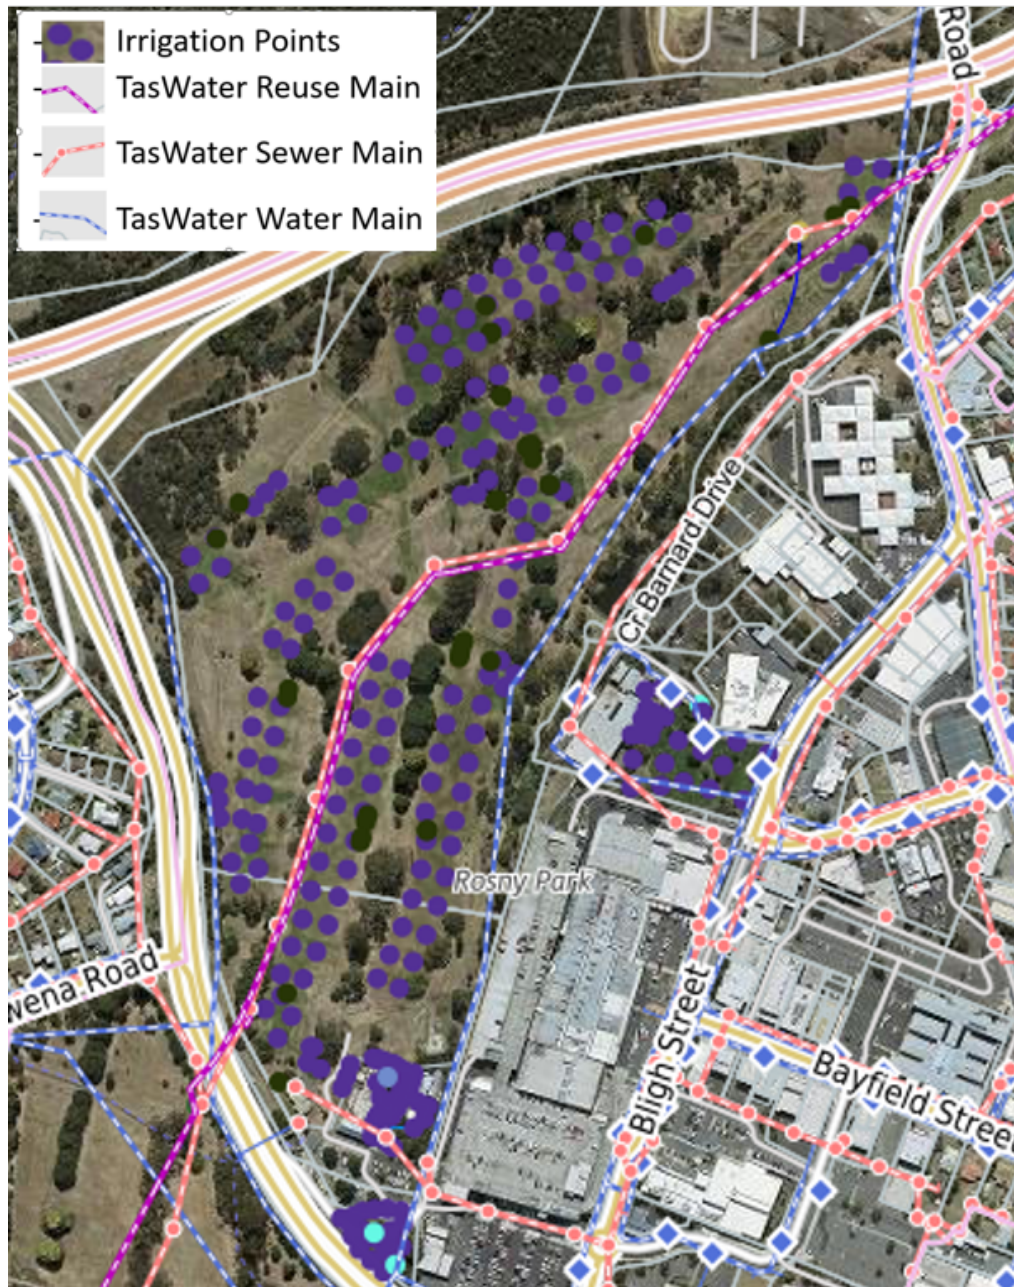 Irrigation Points
TasWater Reuse Main
TasWater Sewer Main
TasWater Water Main
Road
Cr Barnard Drive
Rosny Park
wena Road
Bligh Street
Bayfield Stree